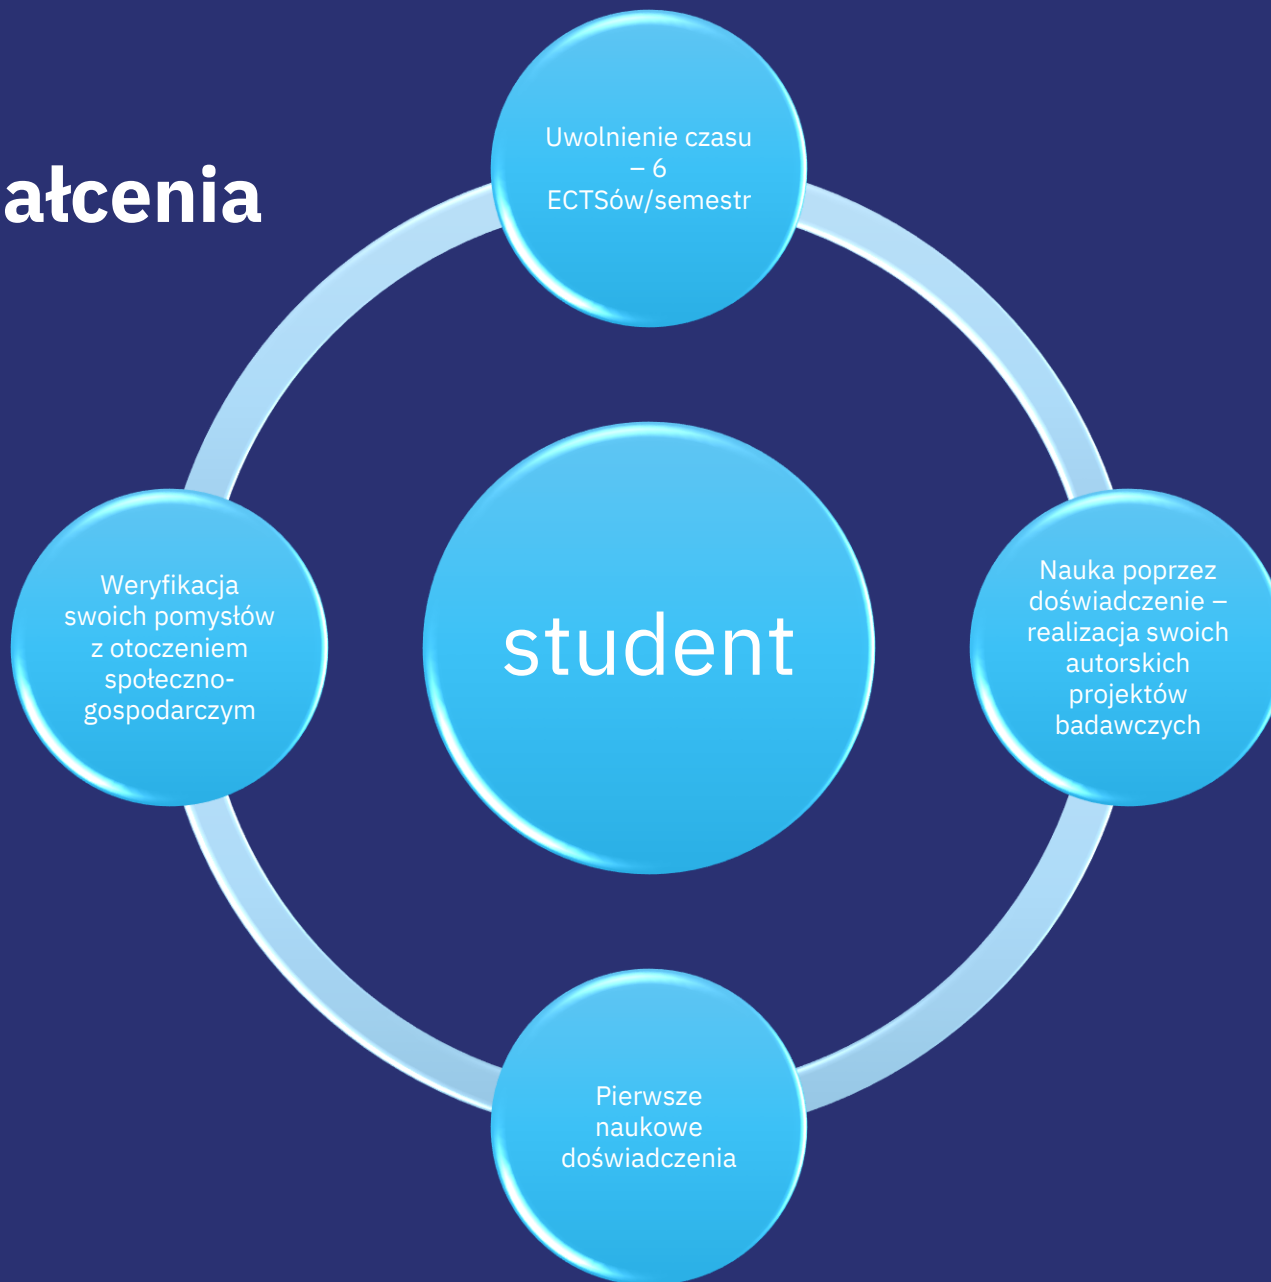 ałcenia
Uwolnienie czasu
– 6
ECTSów/semestr
Nauka poprzez
doświadczenie –
realizacja swoich
autorskich
projektów
badawczych
Pierwsze
naukowe
doświadczenia
Weryfikacja
swoich pomysłów
z otoczeniem
społeczno-
gospodarczym
student